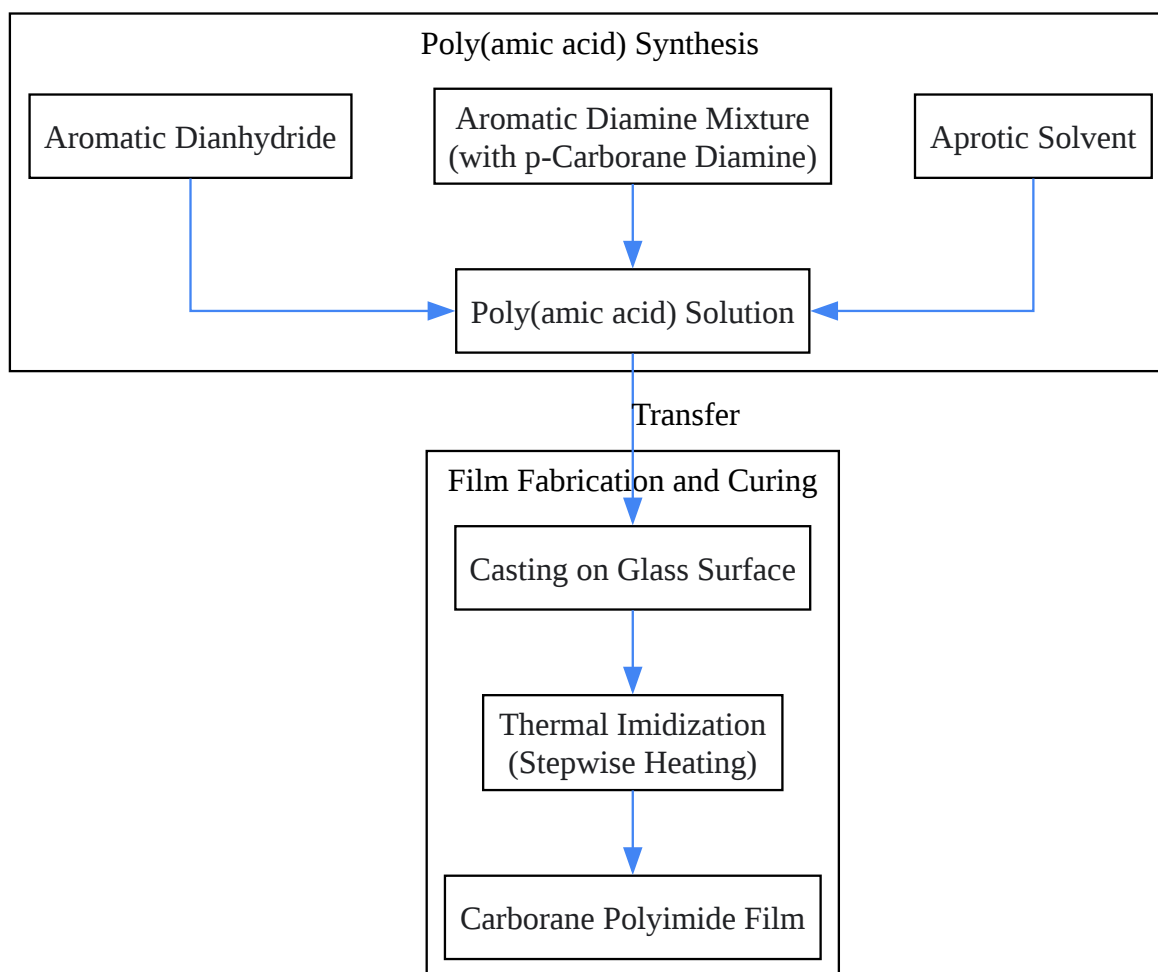 Poly(amic acid) Synthesis
Aromatic Dianhydride
Aromatic Diamine Mixture
(with p-Carborane Diamine)
Aprotic Solvent
Poly(amic acid) Solution
Transfer
Film Fabrication and Curing
Casting on Glass Surface
Thermal Imidization
(Stepwise Heating)
Carborane Polyimide Film